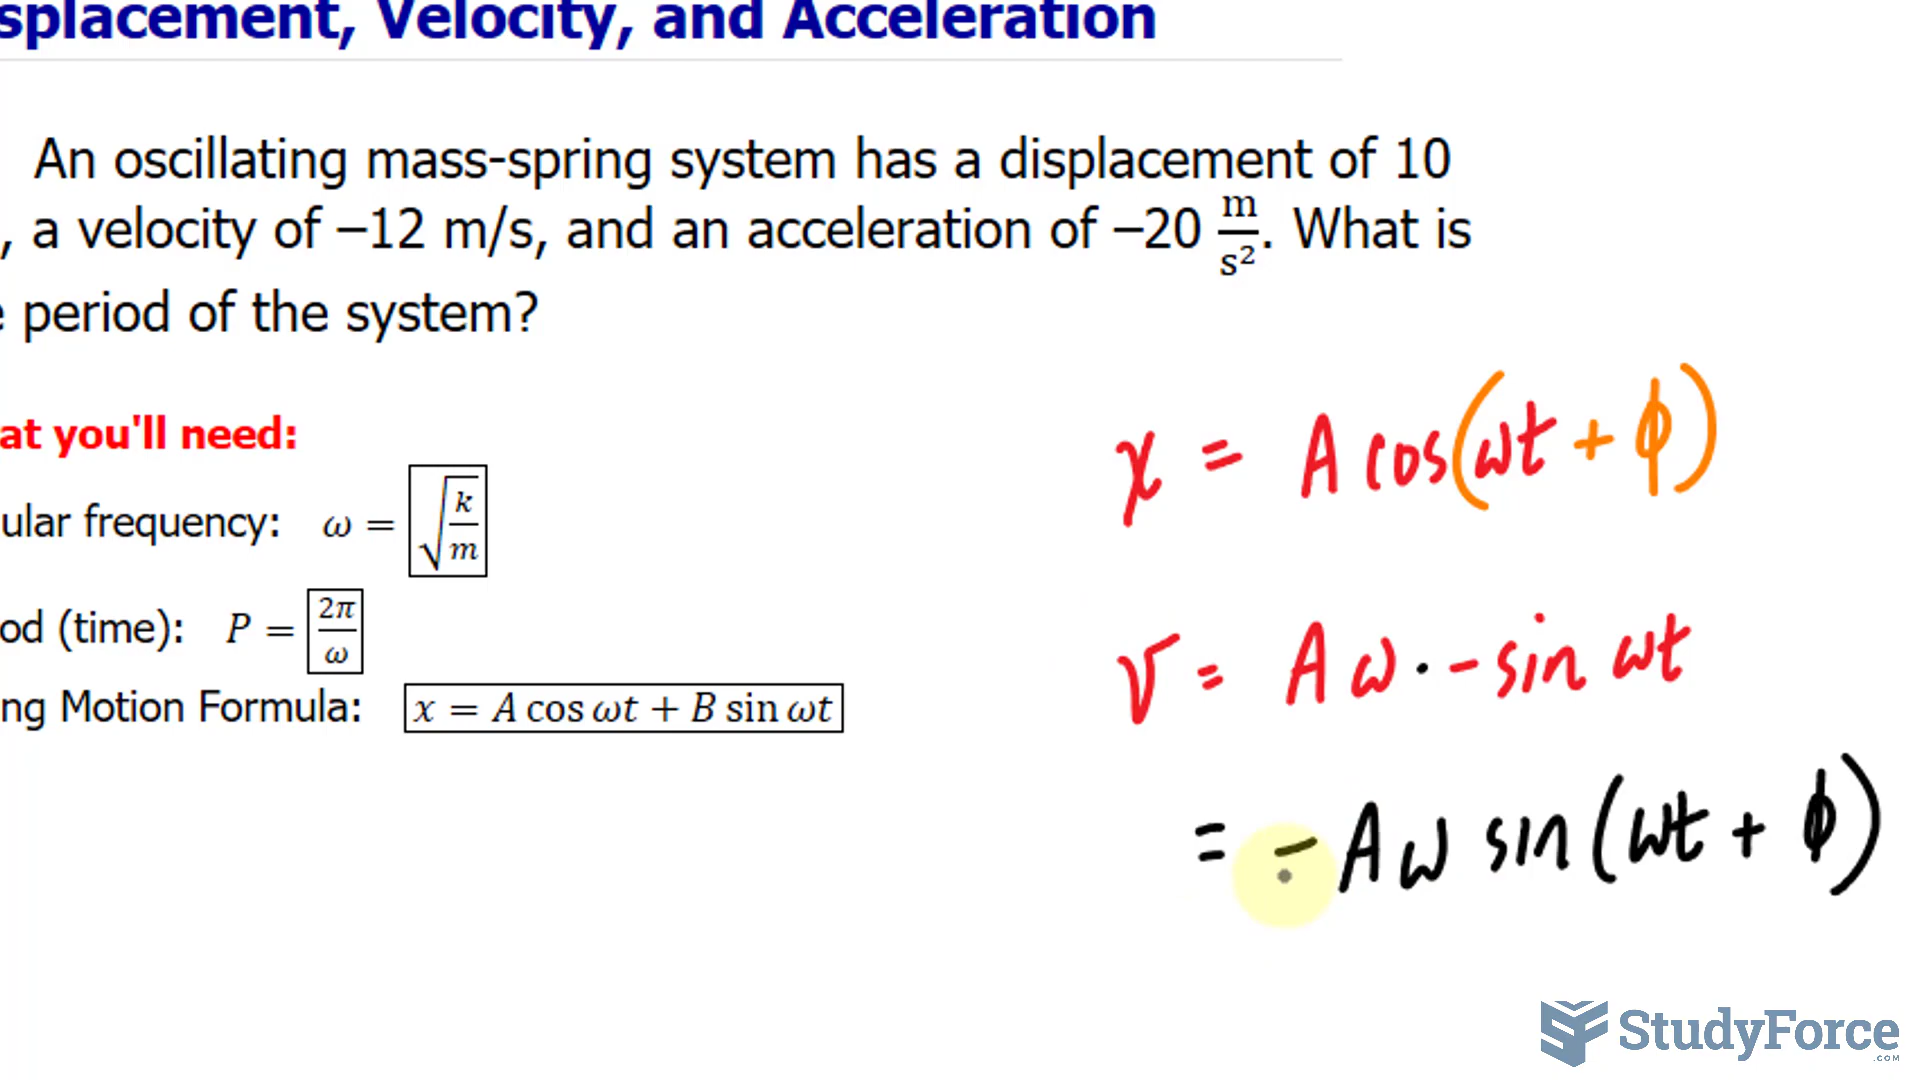 splacement, Velocity, and Acceleration
An oscillating mass-spring system has a displacement of 10
, a velocity of –12 m/s, and an acceleration of –20 m/s². What is
e period of the system?
at you'll need:
ular frequency: ω = √(k/m)
od (time): P = 2π/ω
ng Motion Formula: x = A cos ωt + B sin ωt
x = A cos(ωt + ϕ)
v = Aω · - sin ωt
= - Aω sin(ωt + ϕ)
StudyForce
.COM